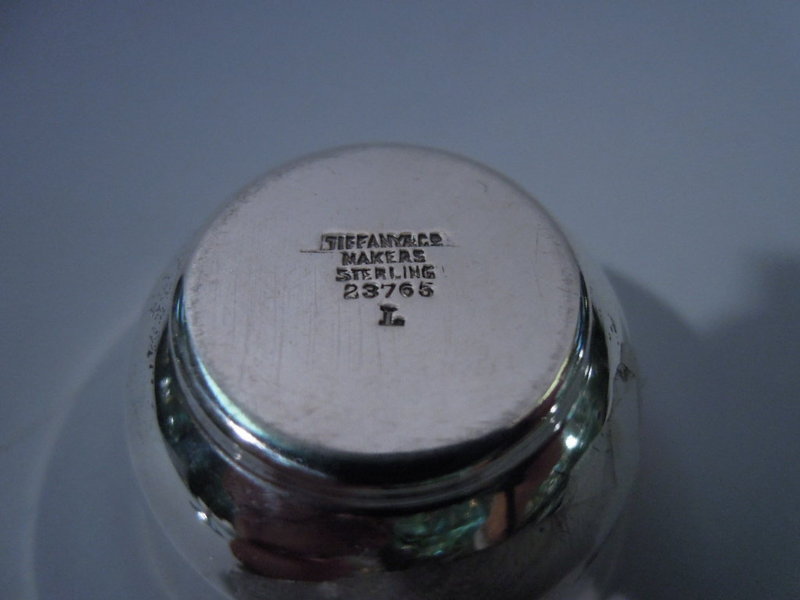 TIFFANY & Co
MAKERS
STERLING
23765
L